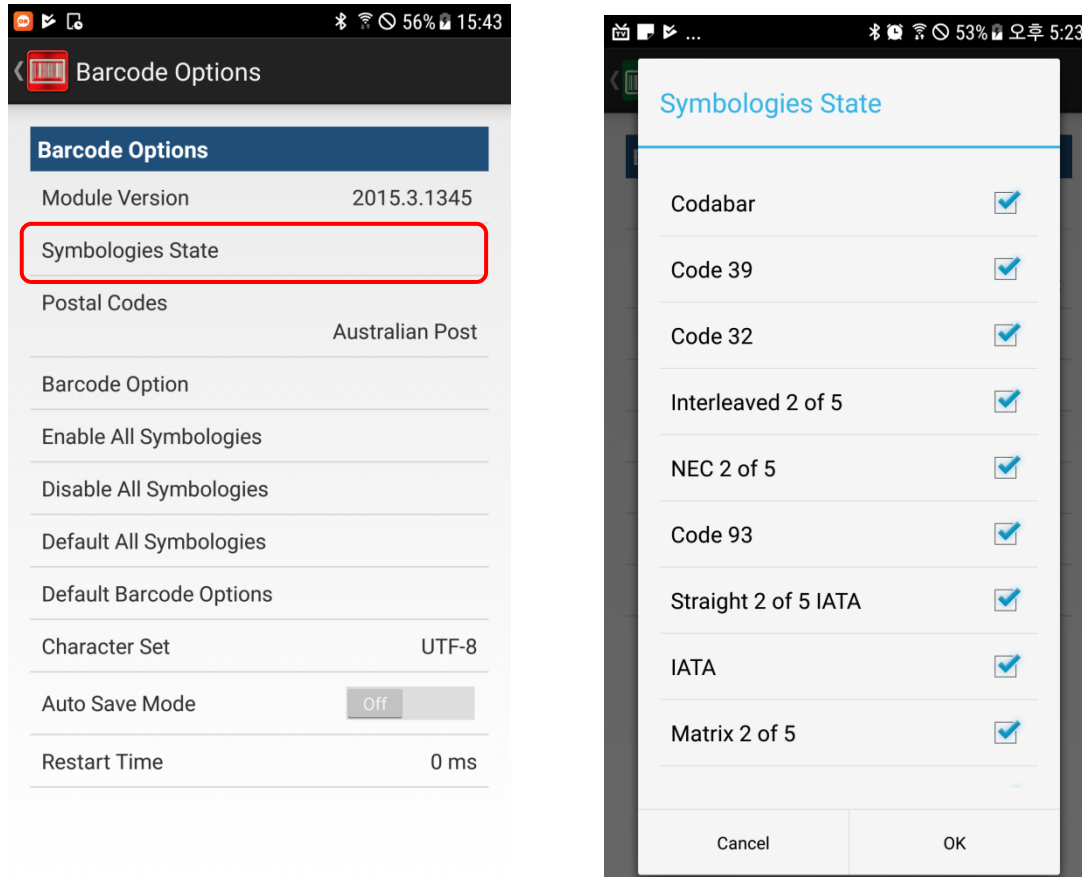 56% 15:43
Barcode Options
Barcode Options
Module Version 2015.3.1345
Symbologies State
Postal Codes
Australian Post
Barcode Option
Enable All Symbologies
Disable All Symbologies
Default All Symbologies
Default Barcode Options
Character Set UTF-8
Auto Save Mode Off
Restart Time 0 ms
... 53% 오후 5:23
Symbologies State
Codabar
Code 39
Code 32
Interleaved 2 of 5
NEC 2 of 5
Code 93
Straight 2 of 5 IATA
IATA
Matrix 2 of 5
Cancel OK